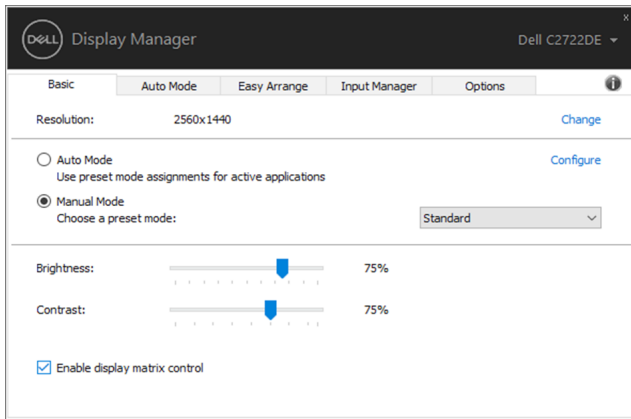 x
DELL Display Manager Dell C2722DE
Basic Auto Mode Easy Arrange Input Manager Options
Resolution: 2560x1440 Change
Auto Mode Configure
Use preset mode assignments for active applications
Manual Mode
Choose a preset mode: Standard
Brightness: 75%
Contrast: 75%
Enable display matrix control